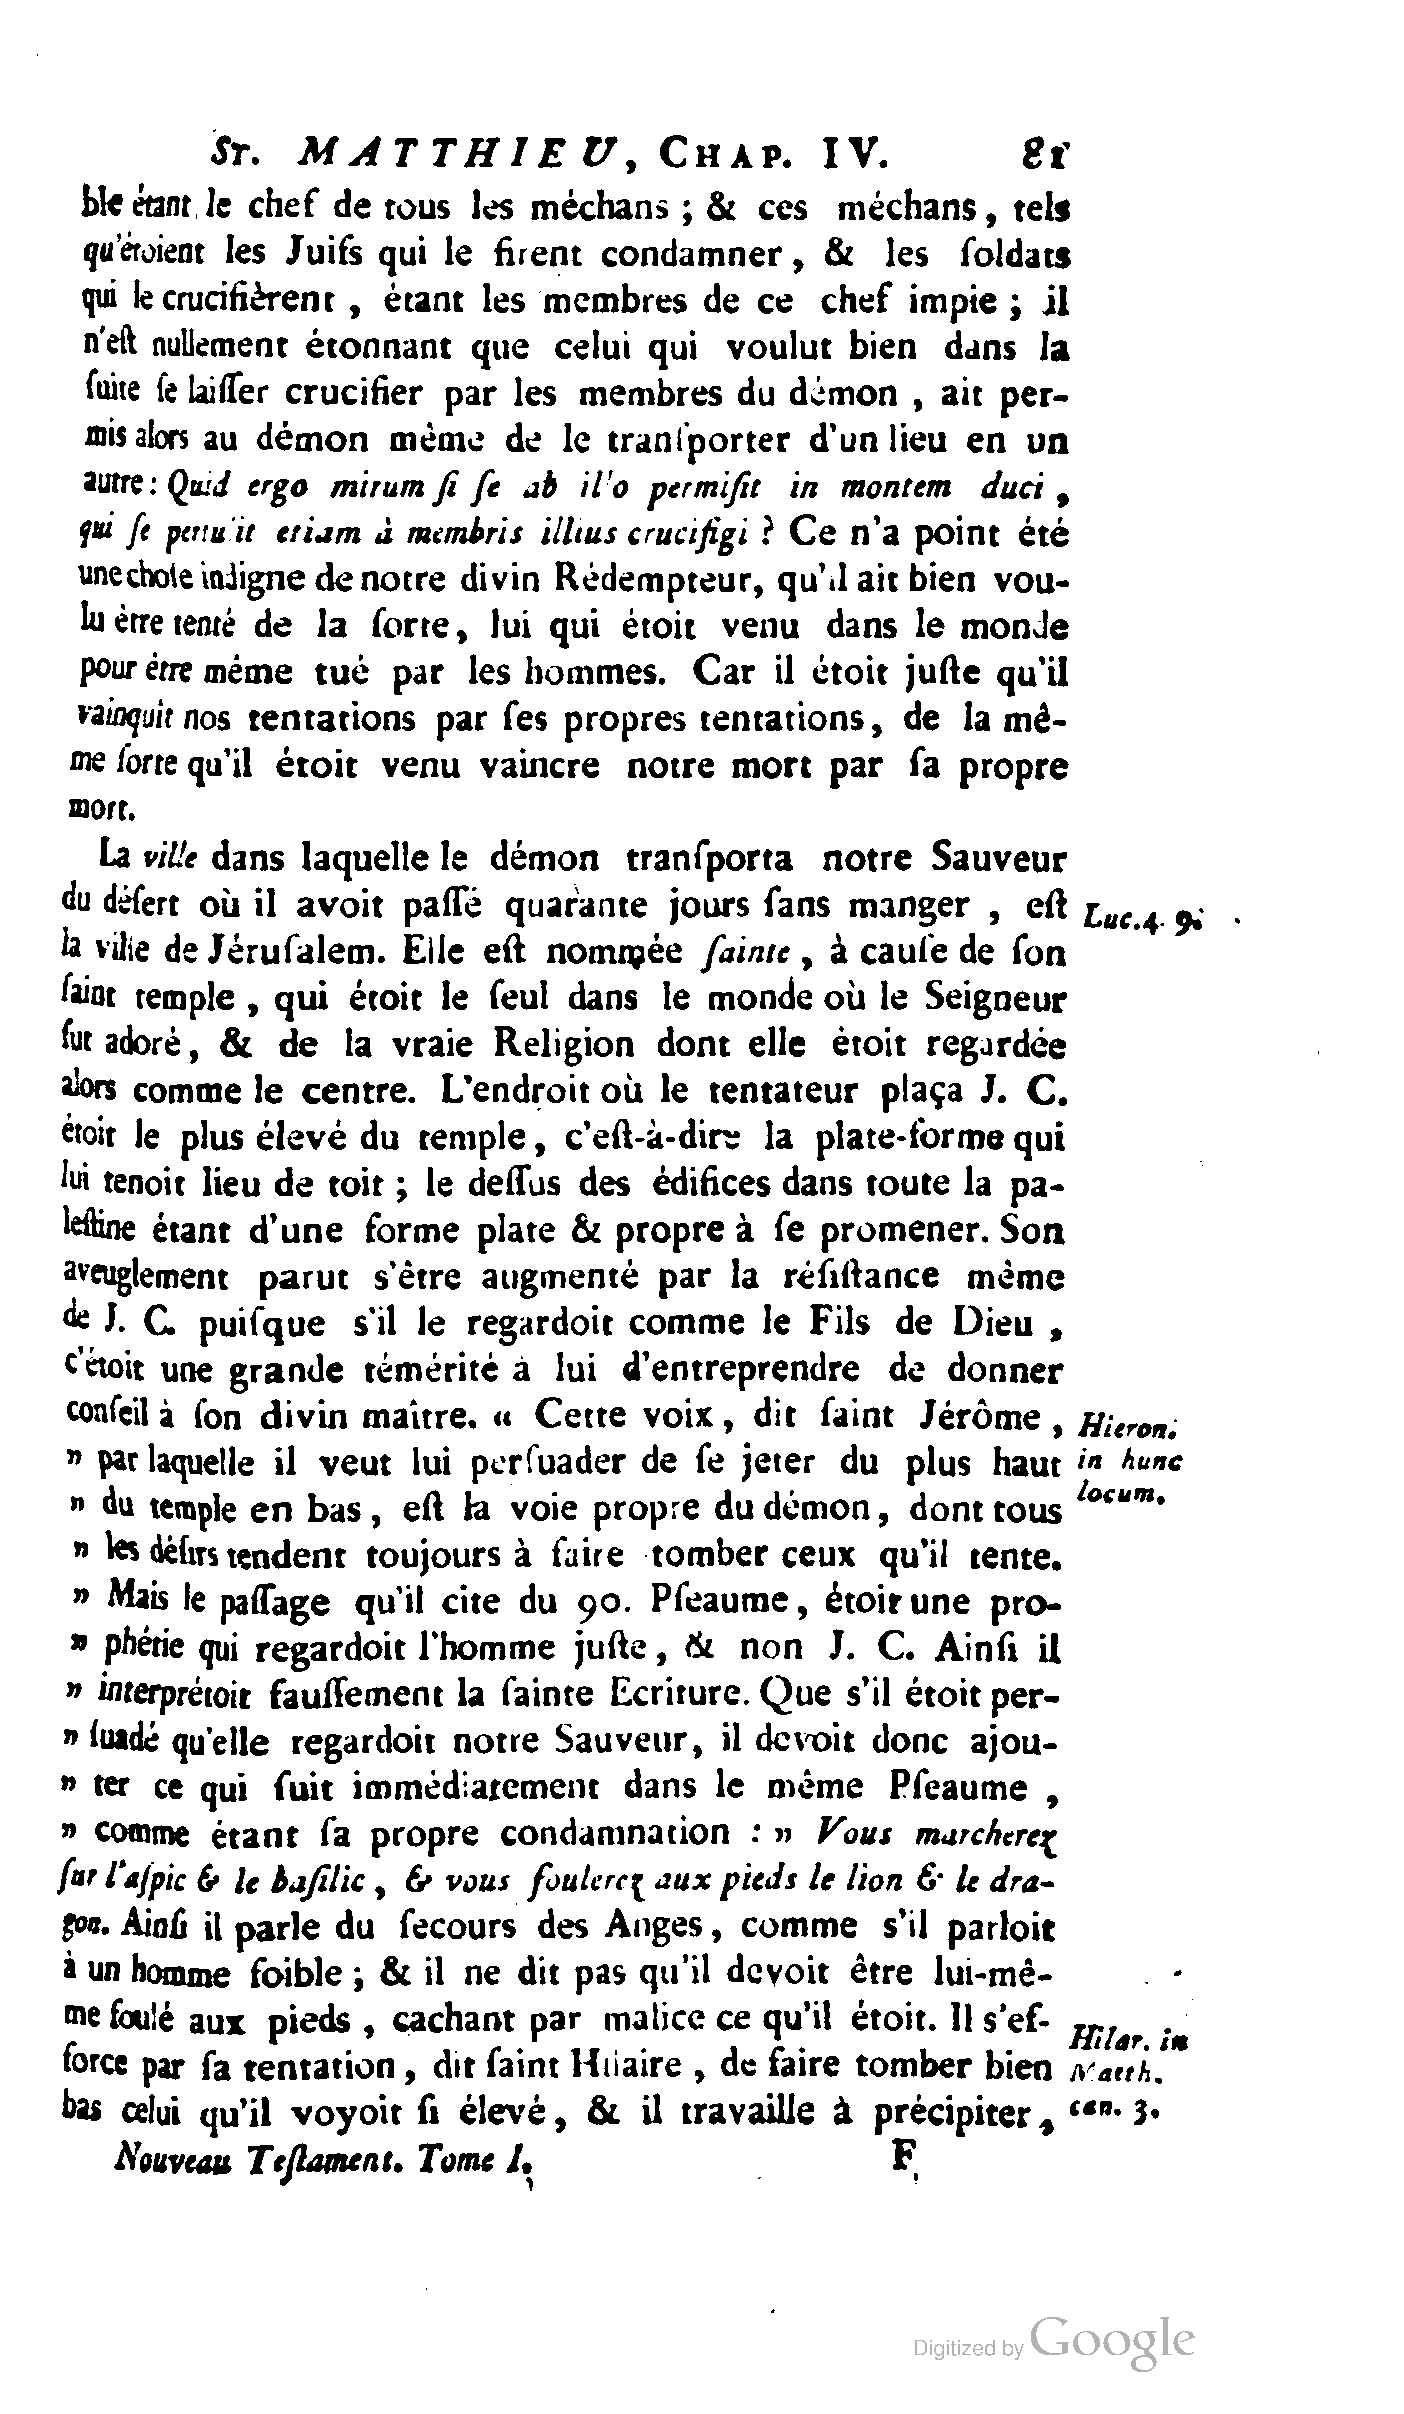 St. MATTHIEU, Chap. IV. 81
ble étant le chef de tous les méchans ; & ces méchans, tels
qu'étoient les Juifs qui le firent condamner, & les ſoldats
qui le crucifièrent, étant les membres de ce chef impie ; il
n'eſt nullement étonnant que celui qui voulut bien dans la
ſuite ſe laiſſer crucifier par les membres du démon, ait per-
mis alors au démon même de le tranſporter d'un lieu en un
autre : Quid ergo mirum ſi ſe ab illo permiſit in montem duci,
qui ſe pertulit etiam à membris illius crucifigi ? Ce n'a point été
une choſe indigne de notre divin Rédempteur, qu'il ait bien vou-
lu être tenté de la ſorte, lui qui étoit venu dans le monde
pour être même tué par les hommes. Car il étoit juſte qu'il
vainquît nos tentations par ſes propres tentations, de la mê-
me ſorte qu'il étoit venu vaincre notre mort par ſa propre
mort.
La ville dans laquelle le démon tranſporta notre Sauveur
du déſert où il avoit paſſé quarante jours ſans manger, eſt
Luc. 4. 9.
la ville de Jéruſalem. Elle eſt nommée ſainte, à cauſe de ſon
ſaint temple, qui étoit le ſeul dans le monde où le Seigneur
fut adoré, & de la vraie Religion dont elle étoit regardée
alors comme le centre. L'endroit où le tentateur plaça J. C.
étoit le plus élevé du temple, c'eſt-à-dire la plate-forme qui
lui tenoit lieu de toit ; le deſſus des édifices dans toute la pa-
leſtine étant d'une forme plate & propre à ſe promener. Son
aveuglement parut s'être augmenté par la réſiſtance même
de J. C. puiſque s'il le regardoit comme le Fils de Dieu,
c'étoit une grande témérité à lui d'entreprendre de donner
conſeil à ſon divin maître. « Cette voix, dit ſaint Jérôme,
Hieron.
» par laquelle il veut lui perſuader de ſe jeter du plus haut
in hunc
» du temple en bas, eſt la voie propre du démon, dont tous
locum.
» les déſirs tendent toujours à faire tomber ceux qu'il tente.
» Mais le paſſage qu'il cite du 90. Pſeaume, étoit une pro-
» phétie qui regardoit l'homme juſte, & non J. C. Ainſi il
» interprétoit fauſſement la ſainte Ecriture. Que s'il étoit per-
» ſuadé qu'elle regardoit notre Sauveur, il devoit donc ajou-
» ter ce qui ſuit immédiatement dans le même Pſeaume,
» comme étant ſa propre condamnation : » Vous marcherez
ſur l'aſpic & le baſilic, & vous foulerez aux pieds le lion & le dra-
gon. Ainſi il parle du ſecours des Anges, comme s'il parloit
à un homme foible ; & il ne dit pas qu'il devoit être lui-mê-
me foulé aux pieds, cachant par malice ce qu'il étoit. Il s'ef-
Hilar. in
force par ſa tentation, dit ſaint Hilaire, de faire tomber bien
Matth.
bas celui qu'il voyoit ſi élevé, & il travaille à précipiter,
can. 3.
Nouveau Teſtament. Tome I. F
Digitized by Google